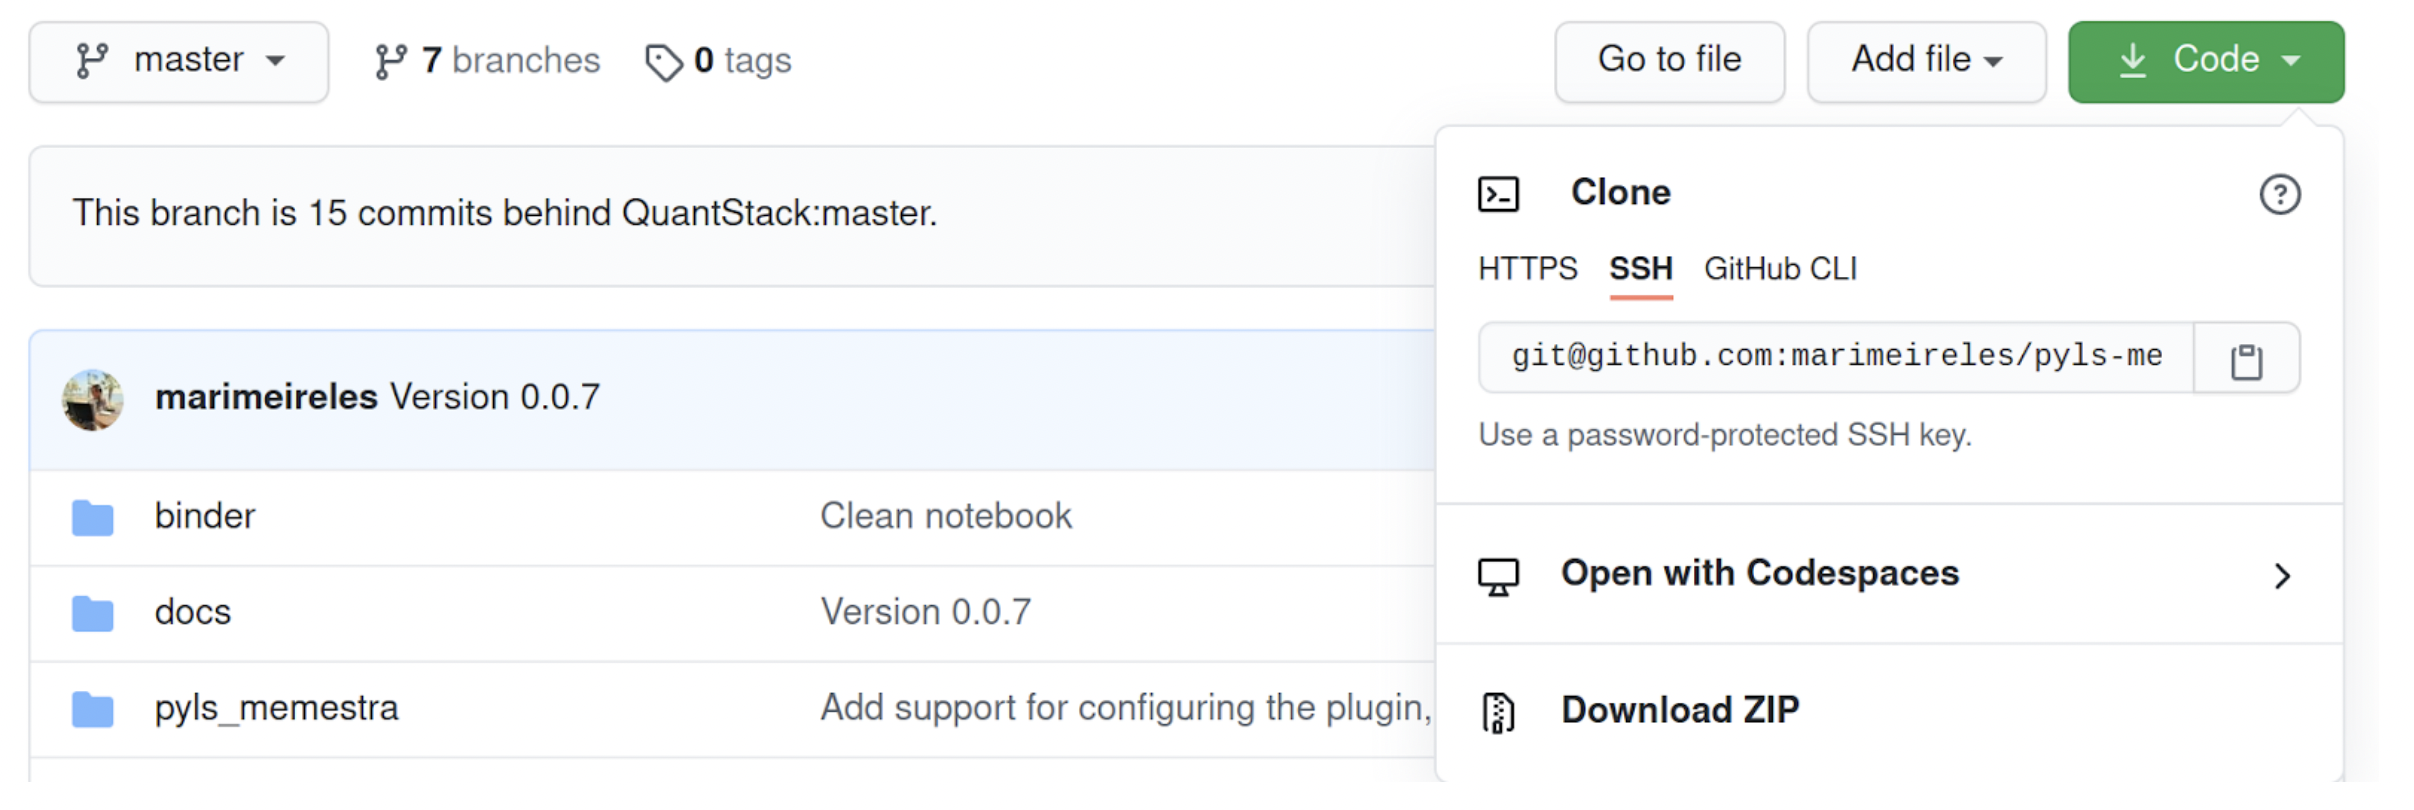 master 7 branches 0 tags Go to file Add file Code
This branch is 15 commits behind QuantStack:master.
marimeireles Version 0.0.7
binder Clean notebook
docs Version 0.0.7
pyls_memestra Add support for configuring the plugin,
Clone
HTTPS SSH GitHub CLI
git@github.com:marimeireles/pyls-me
Use a password-protected SSH key.
Open with Codespaces
Download ZIP